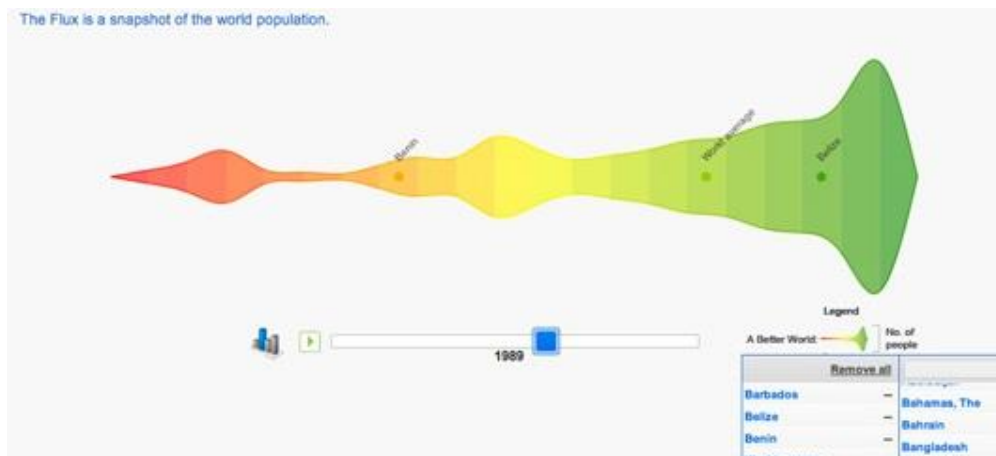 The Flux is a snapshot of the world population.
Benin
World average
Belize
1989
Legend
A Better World:
No. of
people
Remove all
Barbados
Belize
Benin
Bahamas, The
Bahrain
Bangladesh